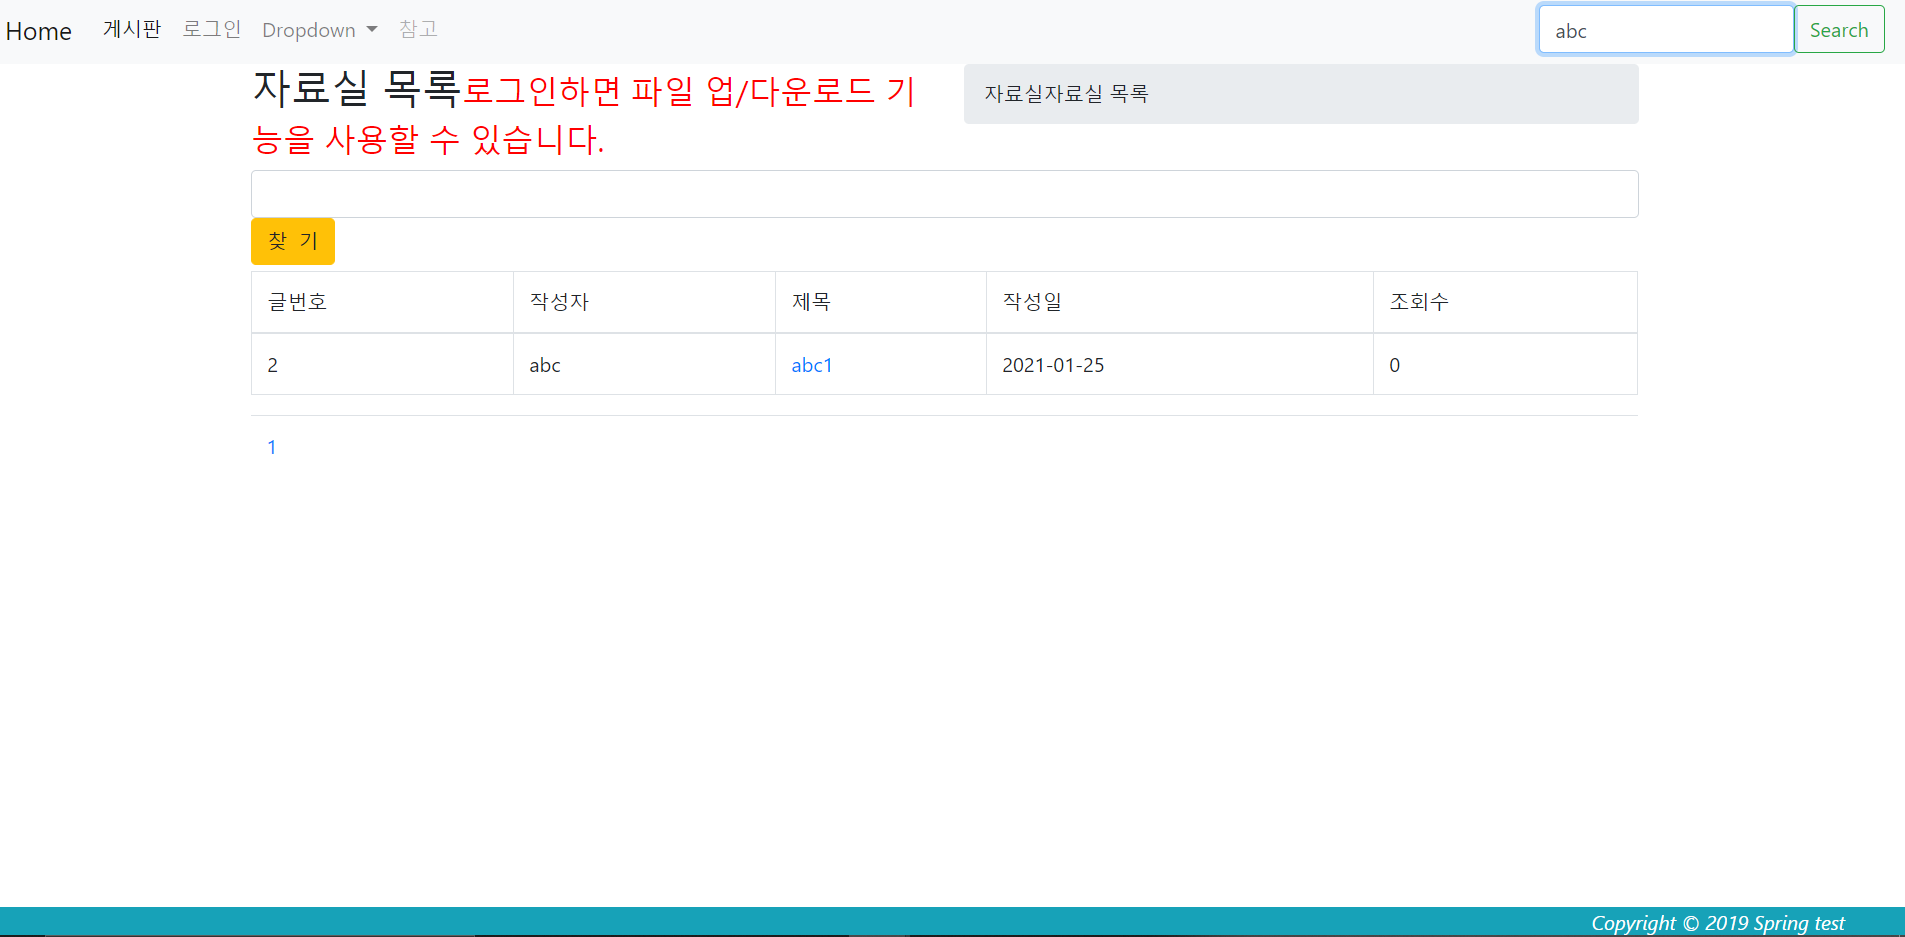 Home 게시판 로그인 Dropdown 참고 abc Search
자료실 목록로그인하면 파일 업/다운로드 기
능을 사용할 수 있습니다.
자료실자료실 목록
찾 기
글번호 작성자 제목 작성일 조회수
2 abc abc1 2021-01-25 0
1
Copyright © 2019 Spring test